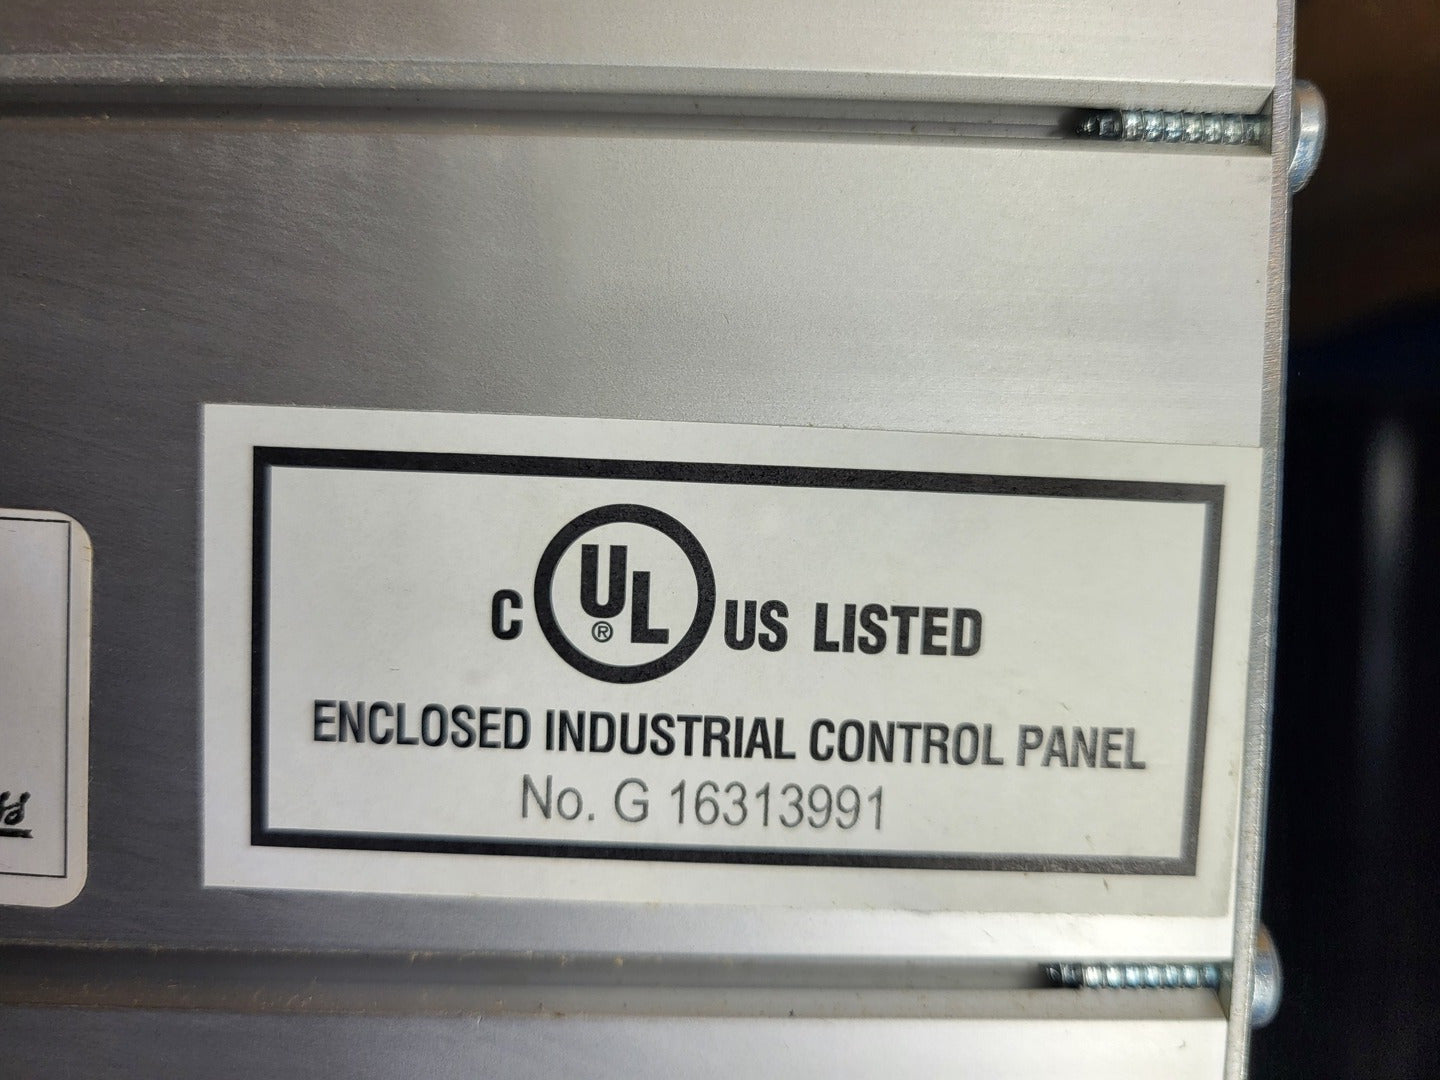 C UL ® US LISTED
ENCLOSED INDUSTRIAL CONTROL PANEL
No. G 16313991